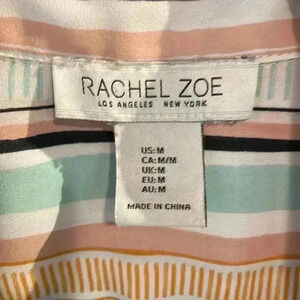 RACHEL ZOE
LOS ANGELES NEW YORK
US: M
CA: M/M
UK: M
EU: M
AU: M
MADE IN CHINA